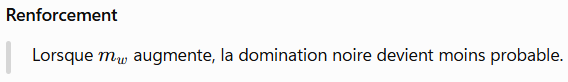 Renforcement
Lorsque m_w augmente, la domination noire devient moins probable.